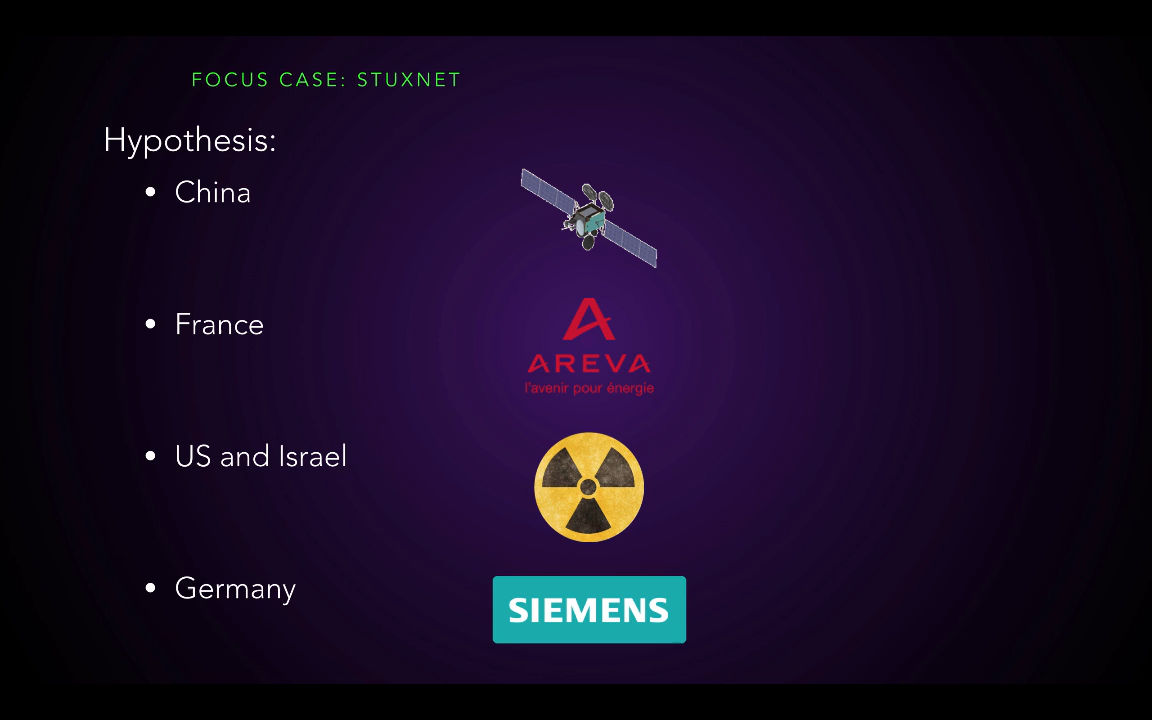 FOCUS CASE: STUXNET
Hypothesis:
• China
• France
AREVA
l'avenir pour énergie
• US and Israel
• Germany
SIEMENS